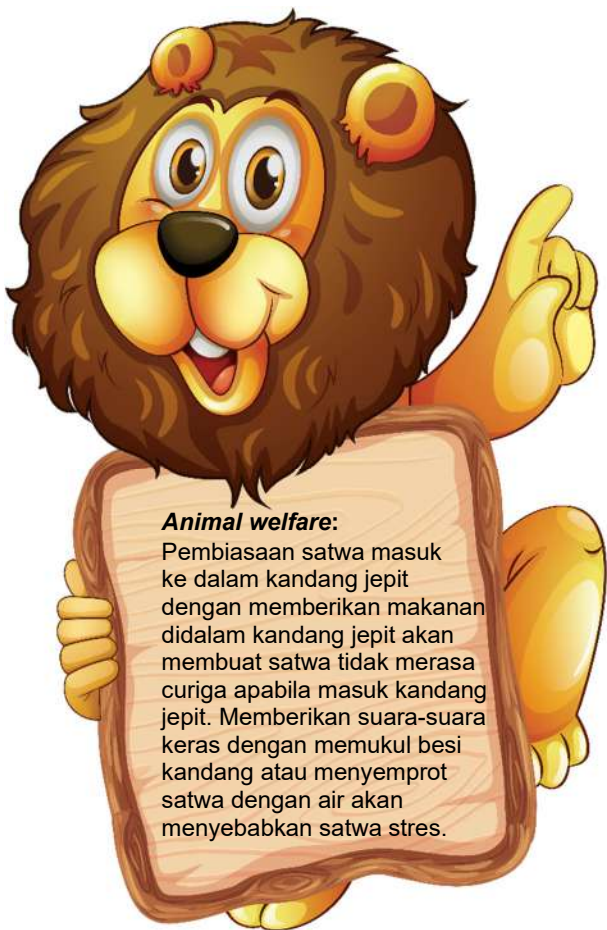 Animal welfare:
Pembiasaan satwa masuk
ke dalam kandang jepit
dengan memberikan makanan
didalam kandang jepit akan
membuat satwa tidak merasa
curiga apabila masuk kandang
jepit. Memberikan suara-suara
keras dengan memukul besi
kandang atau menyemprot
satwa dengan air akan
menyebabkan satwa stres.